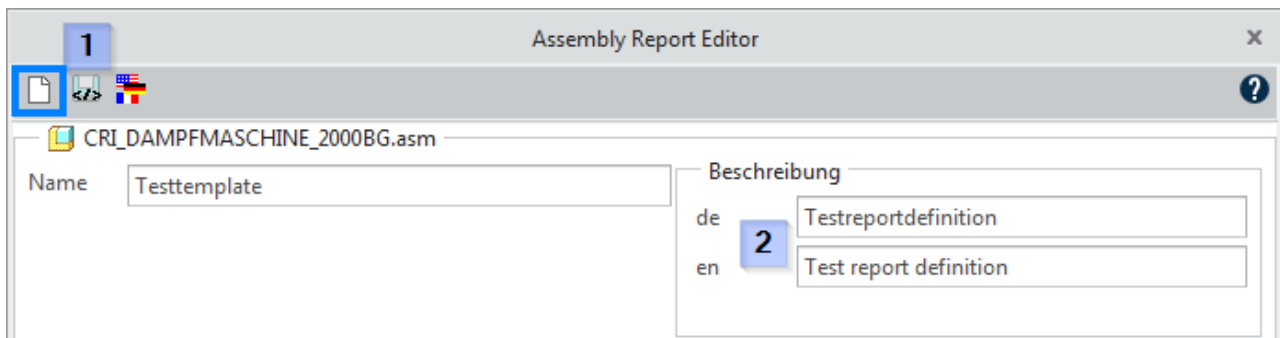 1
Assembly Report Editor
</>
?
CRI_DAMPFMASCHINE_2000BG.asm
Name Testtemplate
Beschreibung
de Testreportdefinition
2
en Test report definition